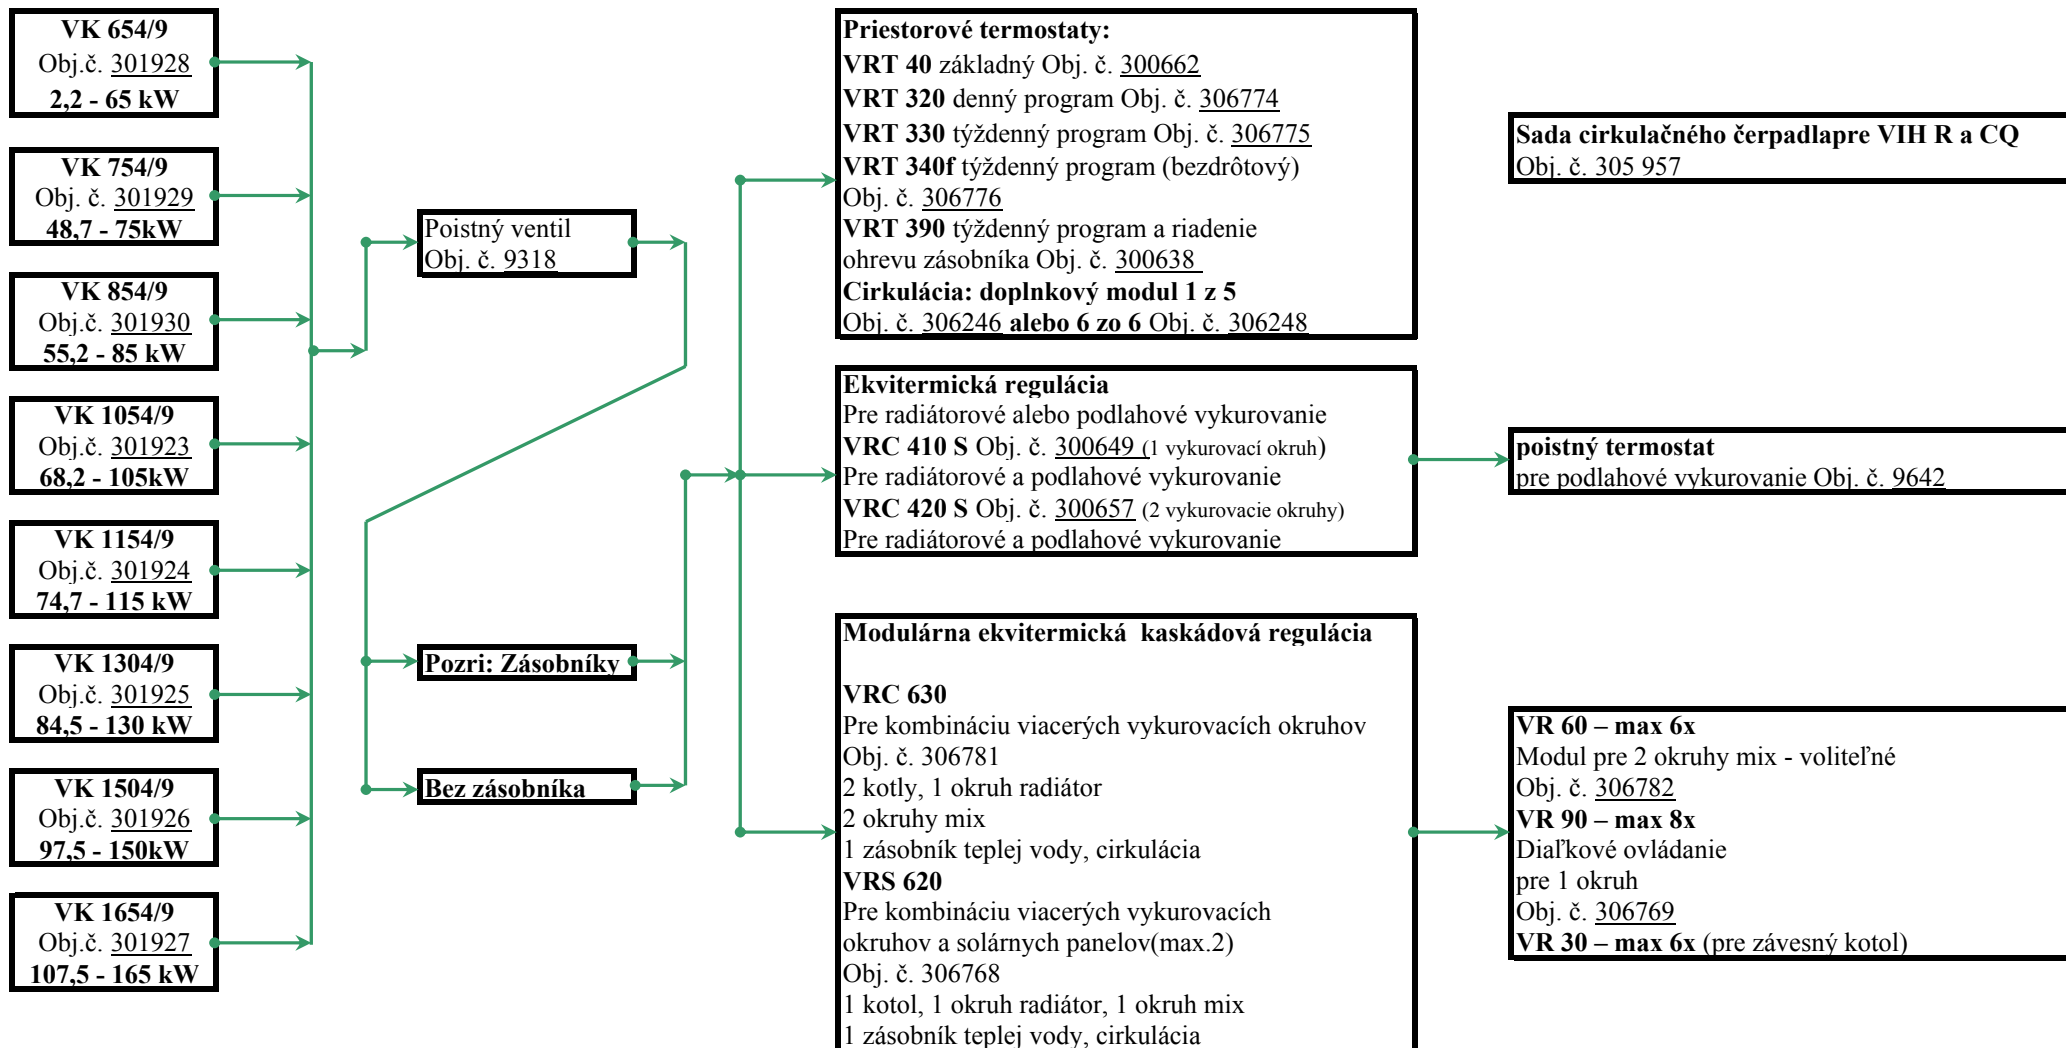 VK 654/9
Obj.č. 301928
2,2 - 65 kW
VK 754/9
Obj. č. 301929
48,7 - 75kW
VK 854/9
Obj.č. 301930
55,2 - 85 kW
VK 1054/9
Obj.č. 301923
68,2 - 105kW
VK 1154/9
Obj.č. 301924
74,7 - 115 kW
VK 1304/9
Obj.č. 301925
84,5 - 130 kW
VK 1504/9
Obj.č. 301926
97,5 - 150kW
VK 1654/9
Obj.č. 301927
107,5 - 165 kW
Poistný ventil
Obj. č. 9318
Pozri: Zásobníky
Bez zásobníka
Priestorové termostaty:
VRT 40 základný Obj. č. 300662
VRT 320 denný program Obj. č. 306774
VRT 330 týždenný program Obj. č. 306775
VRT 340f týždenný program (bezdrôtový)
Obj. č. 306776
VRT 390 týždenný program a riadenie
ohrevu zásobníka Obj. č. 300638
Cirkulácia: doplnkový modul 1 z 5
Obj. č. 306246 alebo 6 zo 6 Obj. č. 306248
Ekvitermická regulácia
Pre radiátorové alebo podlahové vykurovanie
VRC 410 S Obj. č. 300649 (1 vykurovací okruh)
Pre radiátorové a podlahové vykurovanie
VRC 420 S Obj. č. 300657 (2 vykurovacie okruhy)
Pre radiátorové a podlahové vykurovanie
Modulárna ekvitermická kaskádová regulácia
VRC 630
Pre kombináciu viacerých vykurovacích okruhov
Obj. č. 306781
2 kotly, 1 okruh radiátor
2 okruhy mix
1 zásobník teplej vody, cirkulácia
VRS 620
Pre kombináciu viacerých vykurovacích
okruhov a solárnych panelov(max.2)
Obj. č. 306768
1 kotol, 1 okruh radiátor, 1 okruh mix
1 zásobník teplej vody, cirkulácia
Sada cirkulačného čerpadlapre VIH R a CQ
Obj. č. 305 957
poistný termostat
pre podlahové vykurovanie Obj. č. 9642
VR 60 – max 6x
Modul pre 2 okruhy mix - voliteľné
Obj. č. 306782
VR 90 – max 8x
Diaľkové ovládanie
pre 1 okruh
Obj. č. 306769
VR 30 – max 6x (pre závesný kotol)